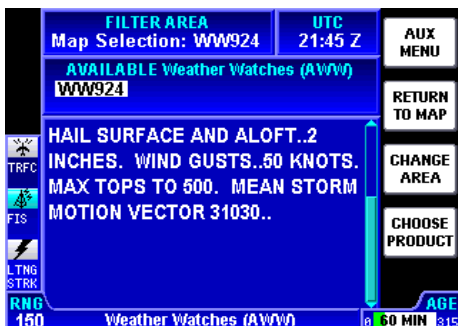 FILTER AREA
Map Selection: WW924
UTC
21:45 Z
AUX
MENU
AVAILABLE Weather Watches (AWW)
WW924
RETURN
TO MAP
HAIL SURFACE AND ALOFT..2
INCHES. WIND GUSTS..50 KNOTS.
MAX TOPS TO 500. MEAN STORM
MOTION VECTOR 31030..
TRFC
FIS
LTNG
STRK
CHANGE
AREA
CHOOSE
PRODUCT
RNG
150
Weather Watches (AWW)
AGE
0 60 MIN 315